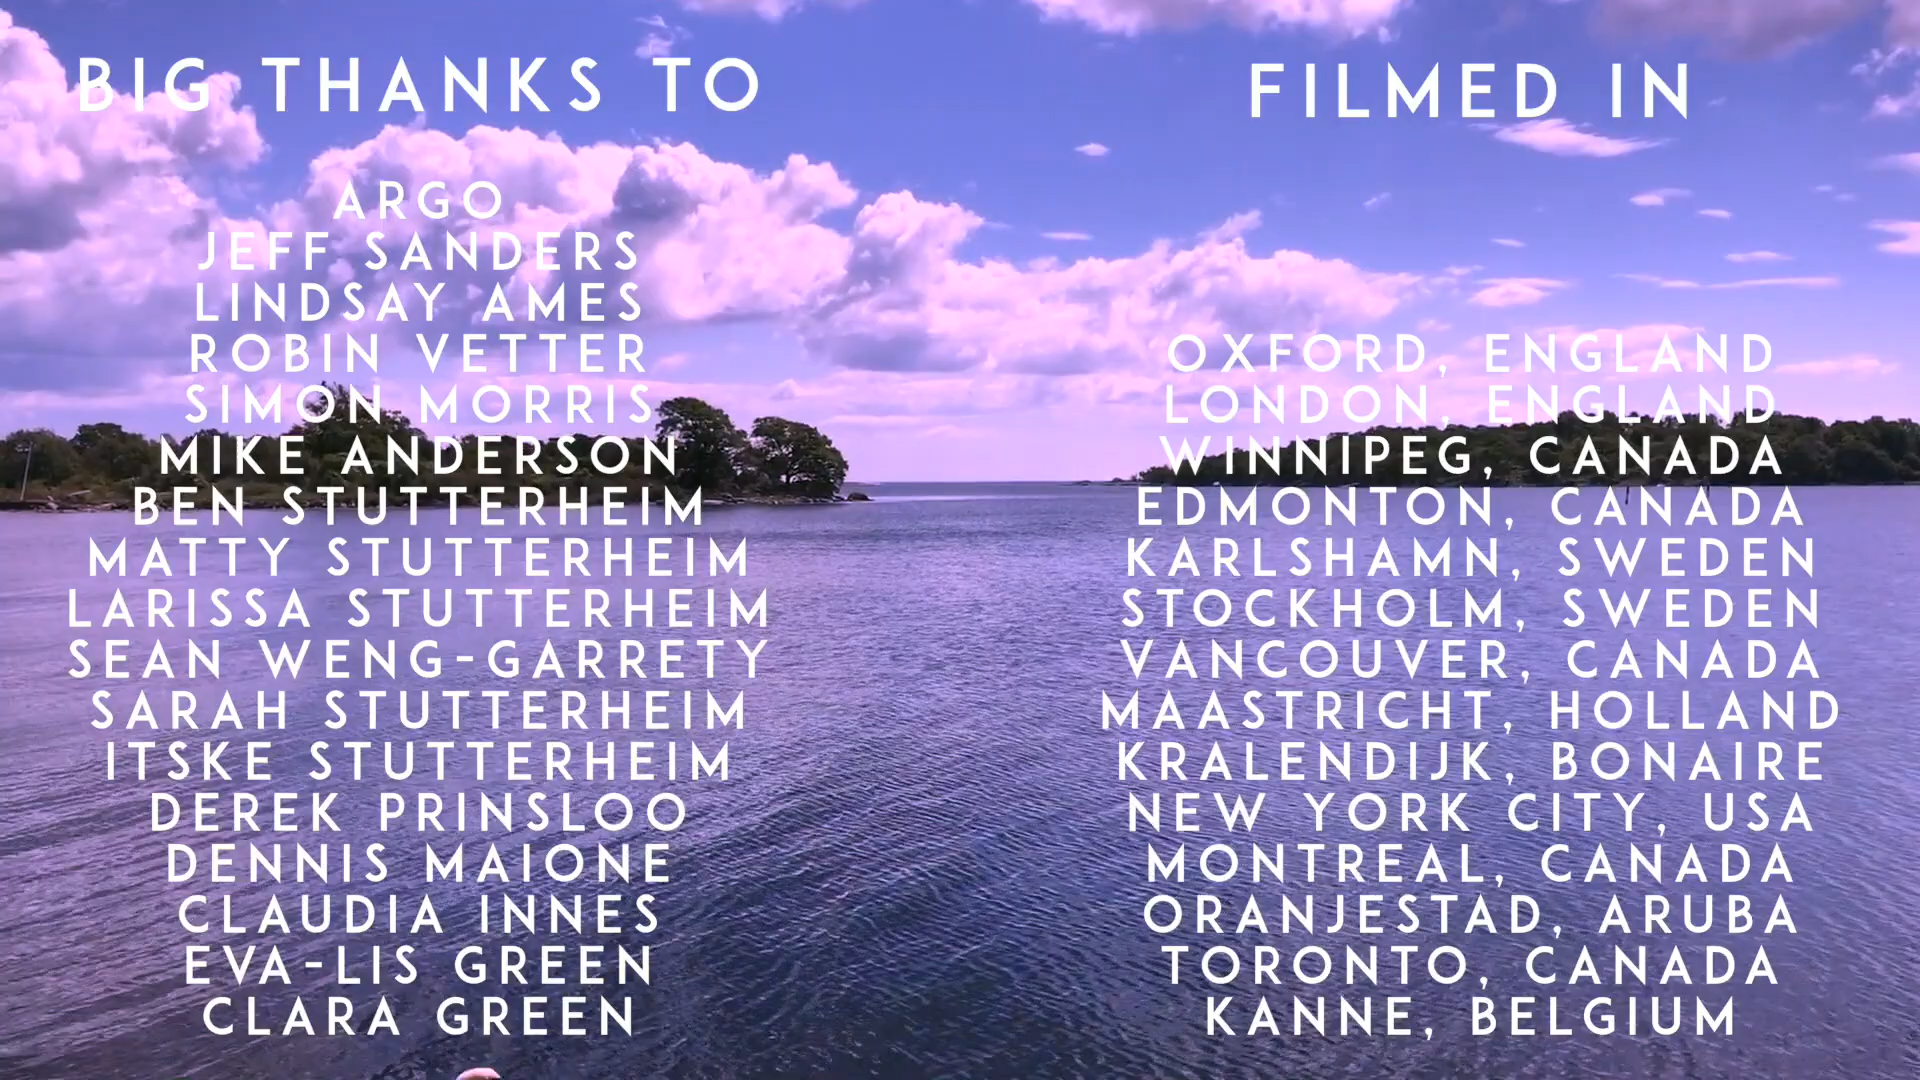 BIG THANKS TO
ARGO
JEFF SANDERS
LINDSAY AMES
ROBIN VETTER
SIMON MORRIS
MIKE ANDERSON
BEN STUTTERHEIM
MATTY STUTTERHEIM
LARISSA STUTTERHEIM
SEAN WENG-GARRETY
SARAH STUTTERHEIM
ITSKE STUTTERHEIM
DEREK PRINSLOO
DENNIS MAIONE
CLAUDIA INNES
EVA-LIS GREEN
CLARA GREEN
FILMED IN
OXFORD, ENGLAND
LONDON, ENGLAND
WINNIPEG, CANADA
EDMONTON, CANADA
KARLSHAMN, SWEDEN
STOCKHOLM, SWEDEN
VANCOUVER, CANADA
MAASTRICHT, HOLLAND
KRALENDIJK, BONAIRE
NEW YORK CITY, USA
MONTREAL, CANADA
ORANJESTAD, ARUBA
TORONTO, CANADA
KANNE, BELGIUM